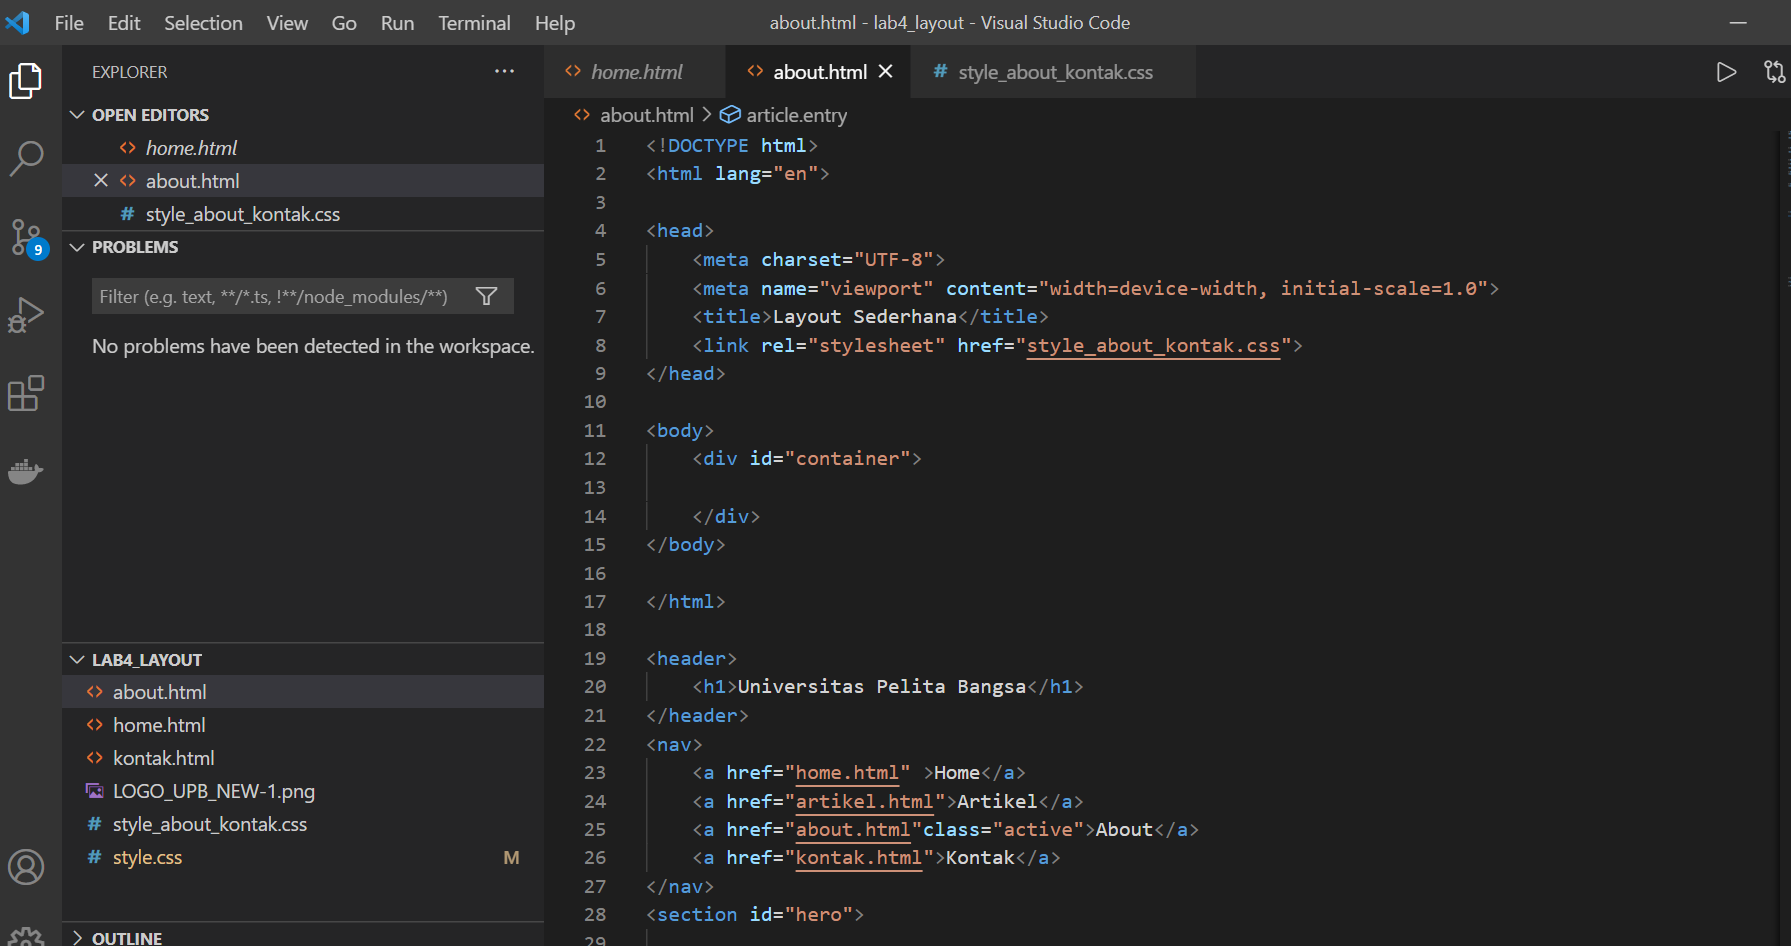 File Edit Selection View Go Run Terminal Help
about.html - lab4_layout - Visual Studio Code
EXPLORER
OPEN EDITORS
home.html
about.html
style_about_kontak.css
PROBLEMS
Filter (e.g. text, **/*.ts, !**/node_modules/**)
No problems have been detected in the workspace.
9
LAB4_LAYOUT
about.html
home.html
kontak.html
LOGO_UPB_NEW-1.png
style_about_kontak.css
style.css M
OUTLINE
home.html about.html style_about_kontak.css
about.html > article.entry
1 <!DOCTYPE html>
2 <html lang="en">
3
4 <head>
5 <meta charset="UTF-8">
6 <meta name="viewport" content="width=device-width, initial-scale=1.0">
7 <title>Layout Sederhana</title>
8 <link rel="stylesheet" href="style_about_kontak.css">
9 </head>
10
11 <body>
12 <div id="container">
13
14 </div>
15 </body>
16
17 </html>
18
19 <header>
20 <h1>Universitas Pelita Bangsa</h1>
21 </header>
22 <nav>
23 <a href="home.html" >Home</a>
24 <a href="artikel.html">Artikel</a>
25 <a href="about.html"class="active">About</a>
26 <a href="kontak.html">Kontak</a>
27 </nav>
28 <section id="hero">
29